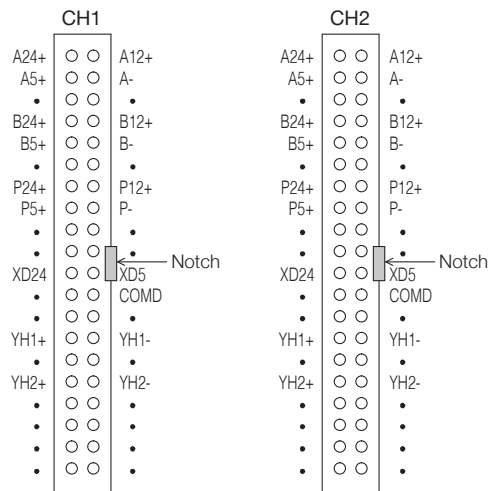 CH1 CH2
A24+ A12+ A24+ A12+
A5+ A- A5+ A-
• • • •
B24+ B12+ B24+ B12+
B5+ B- B5+ B-
• • • •
P24+ P12+ P24+ P12+
P5+ P- P5+ P-
• • • •
• • Notch • • Notch
XD24 XD5 XD24 XD5
• COMD • COMD
• • • •
YH1+ YH1- YH1+ YH1-
• • • •
YH2+ YH2- YH2+ YH2-
• • • •
• • • •
• • • •
• • • •